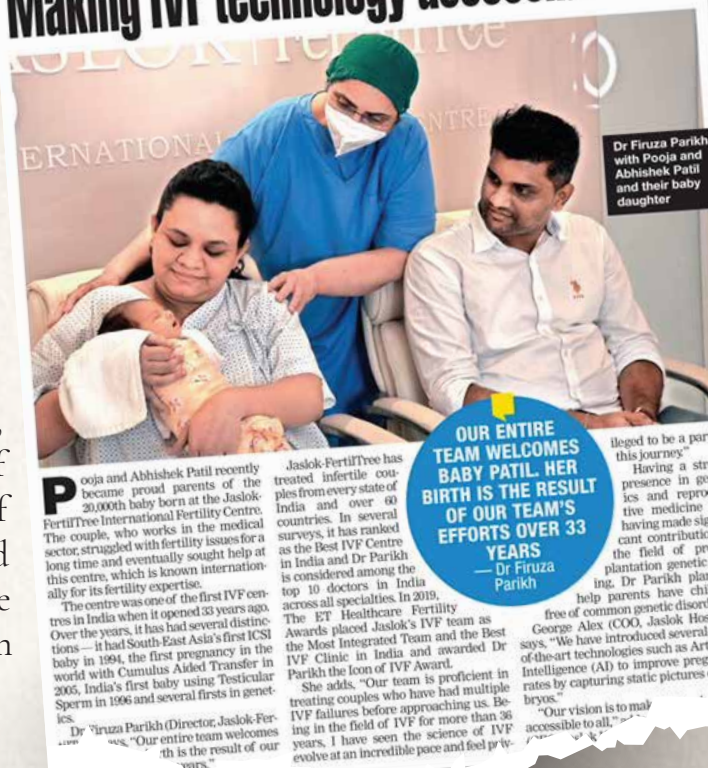 Making IVF technology
ERNATIONAL
Dr Firuza Parikh
with Pooja and
Abhishek Patil
and their baby
daughter
Pooja and Abhishek Patil recently
became proud parents of the
20,000th baby born at the Jaslok-
FertilTree International Fertility Centre.
The couple, who works in the medical
sector, struggled with fertility issues for a
long time and eventually sought help at
this centre, which is known internation-
ally for its fertility expertise.
The centre was one of the first IVF cen-
tres in India when it opened 33 years ago.
Over the years, it has had several distinc-
tions — it had South-East Asia's first ICSI
baby in 1994, the first pregnancy in the
world with Cumulus Aided Transfer in
2005, India's first baby using Testicular
Sperm in 1996 and several firsts in genet-
ics.
Dr Firuza Parikh (Director, Jaslok-Fer-
"Our entire team welcomes
is the result of our
Jaslok-FertilTree has
treated infertile cou-
ples from every state of
India and over 60
countries. In several
surveys, it has ranked
as the Best IVF Centre
in India and Dr Parikh
is considered among the
top 10 doctors in India
across all specialties. In 2019,
The ET Healthcare Fertility
Awards placed Jaslok's IVF team as
the Most Integrated Team and the Best
IVF Clinic in India and awarded Dr
Parikh the Icon of IVF Award.
She adds, "Our team is proficient in
treating couples who have had multiple
IVF failures before approaching us. Be-
ing in the field of IVF for more than 36
years, I have seen the science of IVF
evolve at an incredible pace and feel priv-
OUR ENTIRE
TEAM WELCOMES
BABY PATIL. HER
BIRTH IS THE RESULT
OF OUR TEAM'S
EFFORTS OVER 33
YEARS
— Dr Firuza
Parikh
ileged to be a par
this journey."
Having a str
presence in ge
ics and repro
tive medicine
having made sig
cant contributio
the field of pr
plantation genetic
ing, Dr Parikh plan
help parents have chi
free of common genetic disord
George Alex (COO, Jaslok Hos
says, "We have introduced several
of-the-art technologies such as Art
Intelligence (AI) to improve preg
rates by capturing static pictures
bryos."
"Our vision is to mak
accessible to all,"